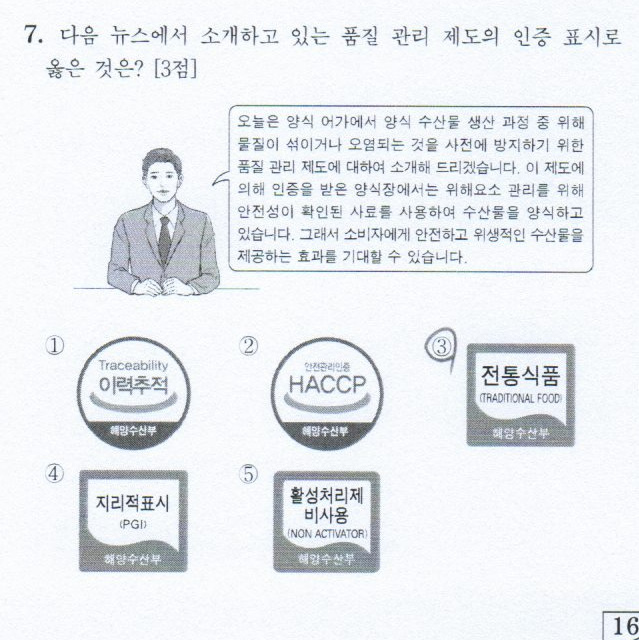 7. 다음 뉴스에서 소개하고 있는 품질 관리 제도의 인증 표시로
옳은 것은? [3점]
오늘은 양식 어가에서 양식 수산물 생산 과정 중 위해
물질이 섞이거나 오염되는 것을 사전에 방지하기 위한
품질 관리 제도에 대하여 소개해 드리겠습니다. 이 제도에
의해 인증을 받은 양식장에서는 위해요소 관리를 위해
안전성이 확인된 사료를 사용하여 수산물을 양식하고
있습니다. 그래서 소비자에게 안전하고 위생적인 수산물을
제공하는 효과를 기대할 수 있습니다.
①
Traceability
이력추적
해양수산부
②
안전관리인증
HACCP
해양수산부
③
전통식품
(TRADITIONAL FOOD)
해양수산부
④
지리적표시
(PGI)
해양수산부
⑤
활성처리제
비사용
(NON ACTIVATOR)
해양수산부
16